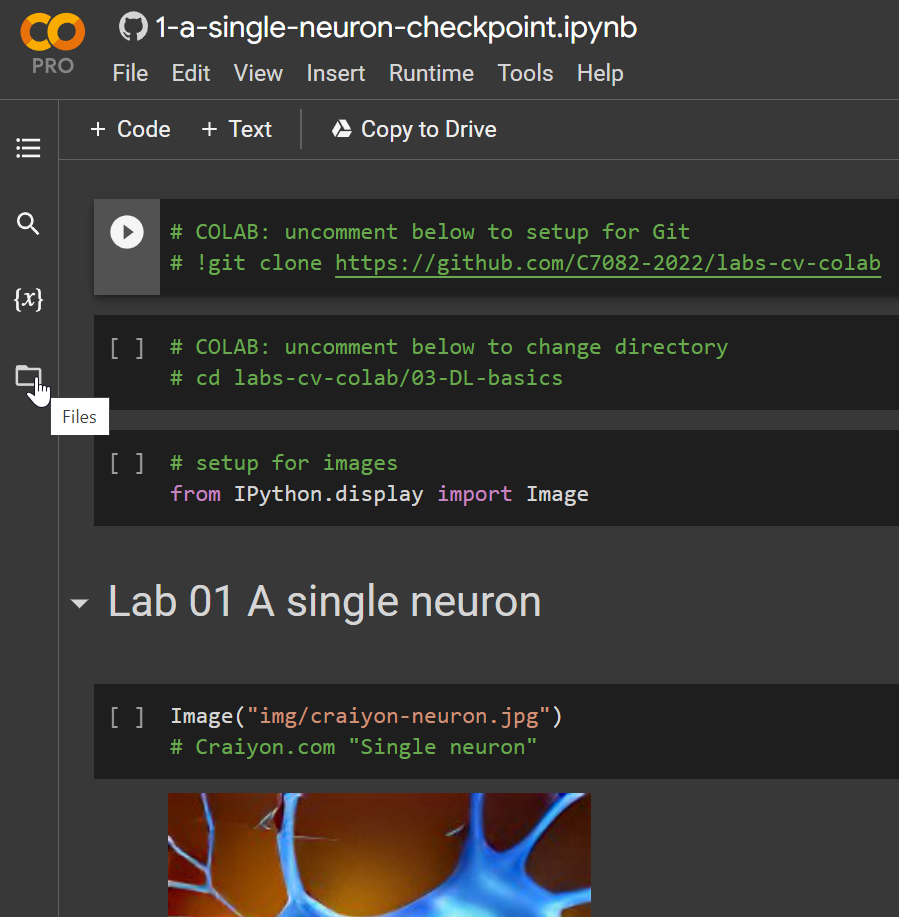 CO
PRO
1-a-single-neuron-checkpoint.ipynb
File Edit View Insert Runtime Tools Help
+ Code + Text Copy to Drive
# COLAB: uncomment below to setup for Git
# !git clone https://github.com/C7082-2022/labs-cv-colab
{x}
[ ] # COLAB: uncomment below to change directory
# cd labs-cv-colab/03-DL-basics
Files
[ ] # setup for images
from IPython.display import Image
Lab 01 A single neuron
[ ] Image("img/craiyon-neuron.jpg")
# Craiyon.com "Single neuron"